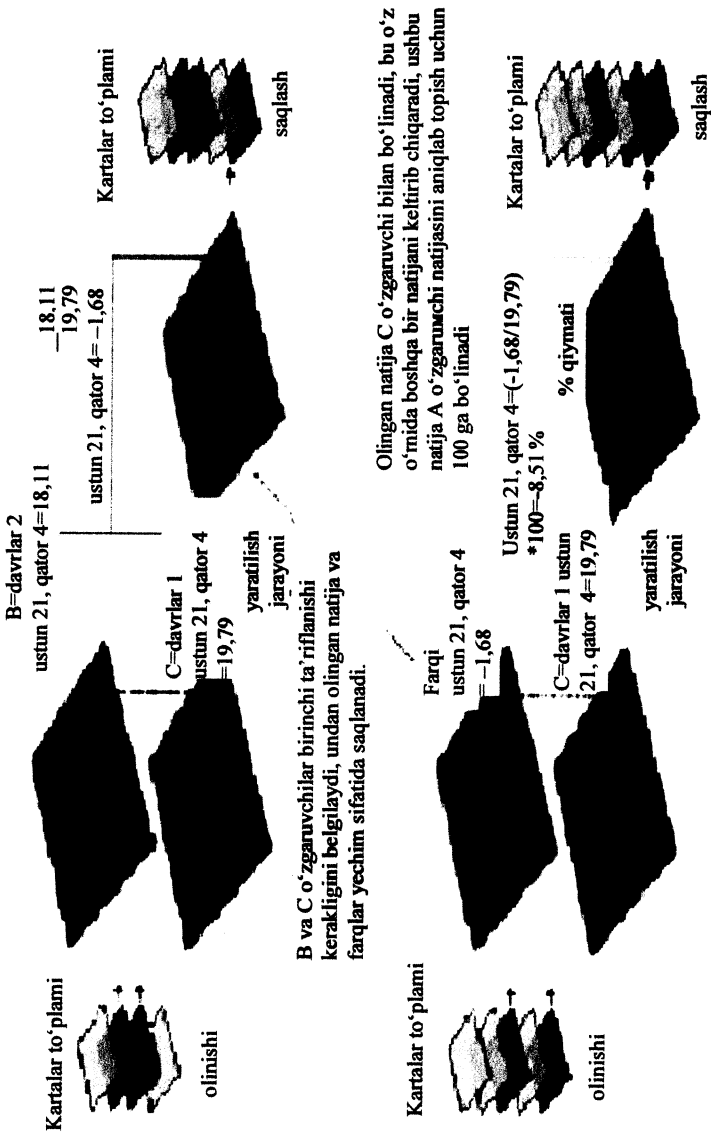 Kartalar to‘plami
olinishi
B=davrlar 2
ustun 21, qator 4=18,11
C=davrlar 1
ustun 21, qator 4
=19,79
yaratilish
jarayoni
18.11
19,79
ustun 21, qator 4= –1,68
Kartalar to‘plami
saqlash
B va C o‘zgaruvchilar birinchi ta’riflanishi
kerakligini belgilaydi, undan olingan natija va
farqlar yechim sifatida saqlanadi.
Olingan natija C o‘zgaruvchi bilan bo‘linadi, bu o‘z
o‘rnida boshqa bir natijani keltirib chiqaradi, ushbu
natija A o‘zgarumchi natijasini aniqlab topish uchun
100 ga bo‘linadi
Kartalar to‘plami
olinishi
Farqi
ustun 21, qator 4
= –1,68
C=davrlar 1 ustun
21, qator 4=19,79
yaratilish
jarayoni
Ustun 21, qator 4=(-1,68/19,79)
*100=-8,51 %
% qiymati
Kartalar to‘plami
saqlash